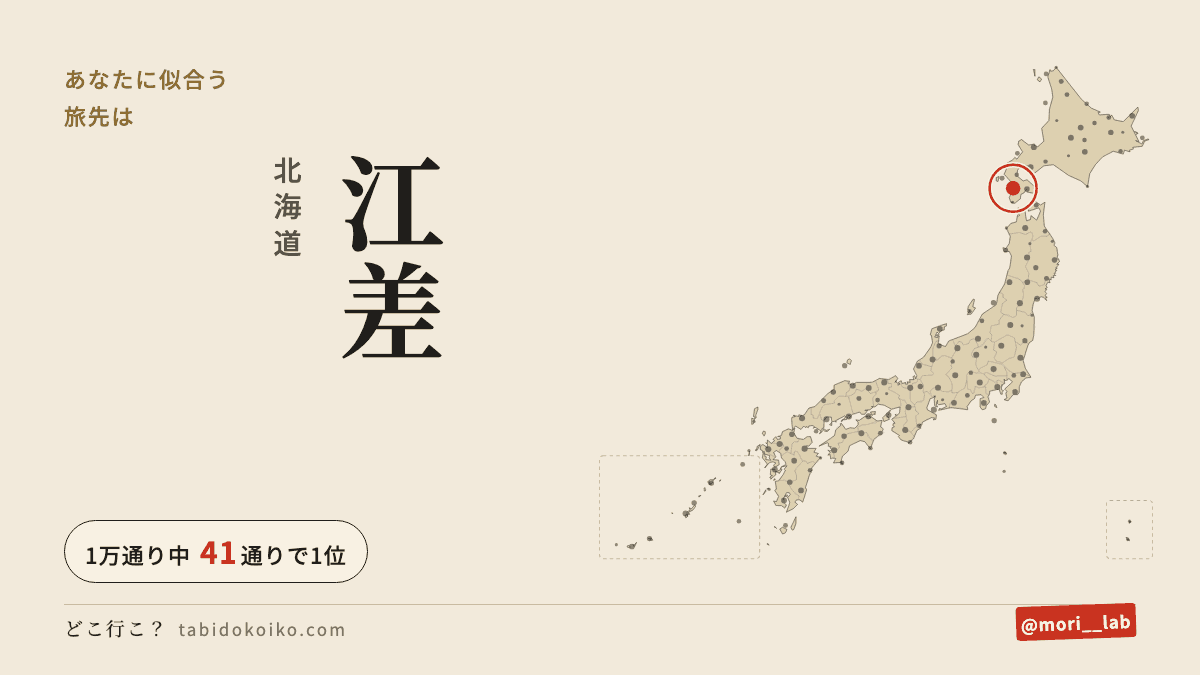 あなたに似合う
旅先は
北海道
江差
1万通り中 41通りで1位
どこ行こ? tabidokoiko.com
@mori__lab